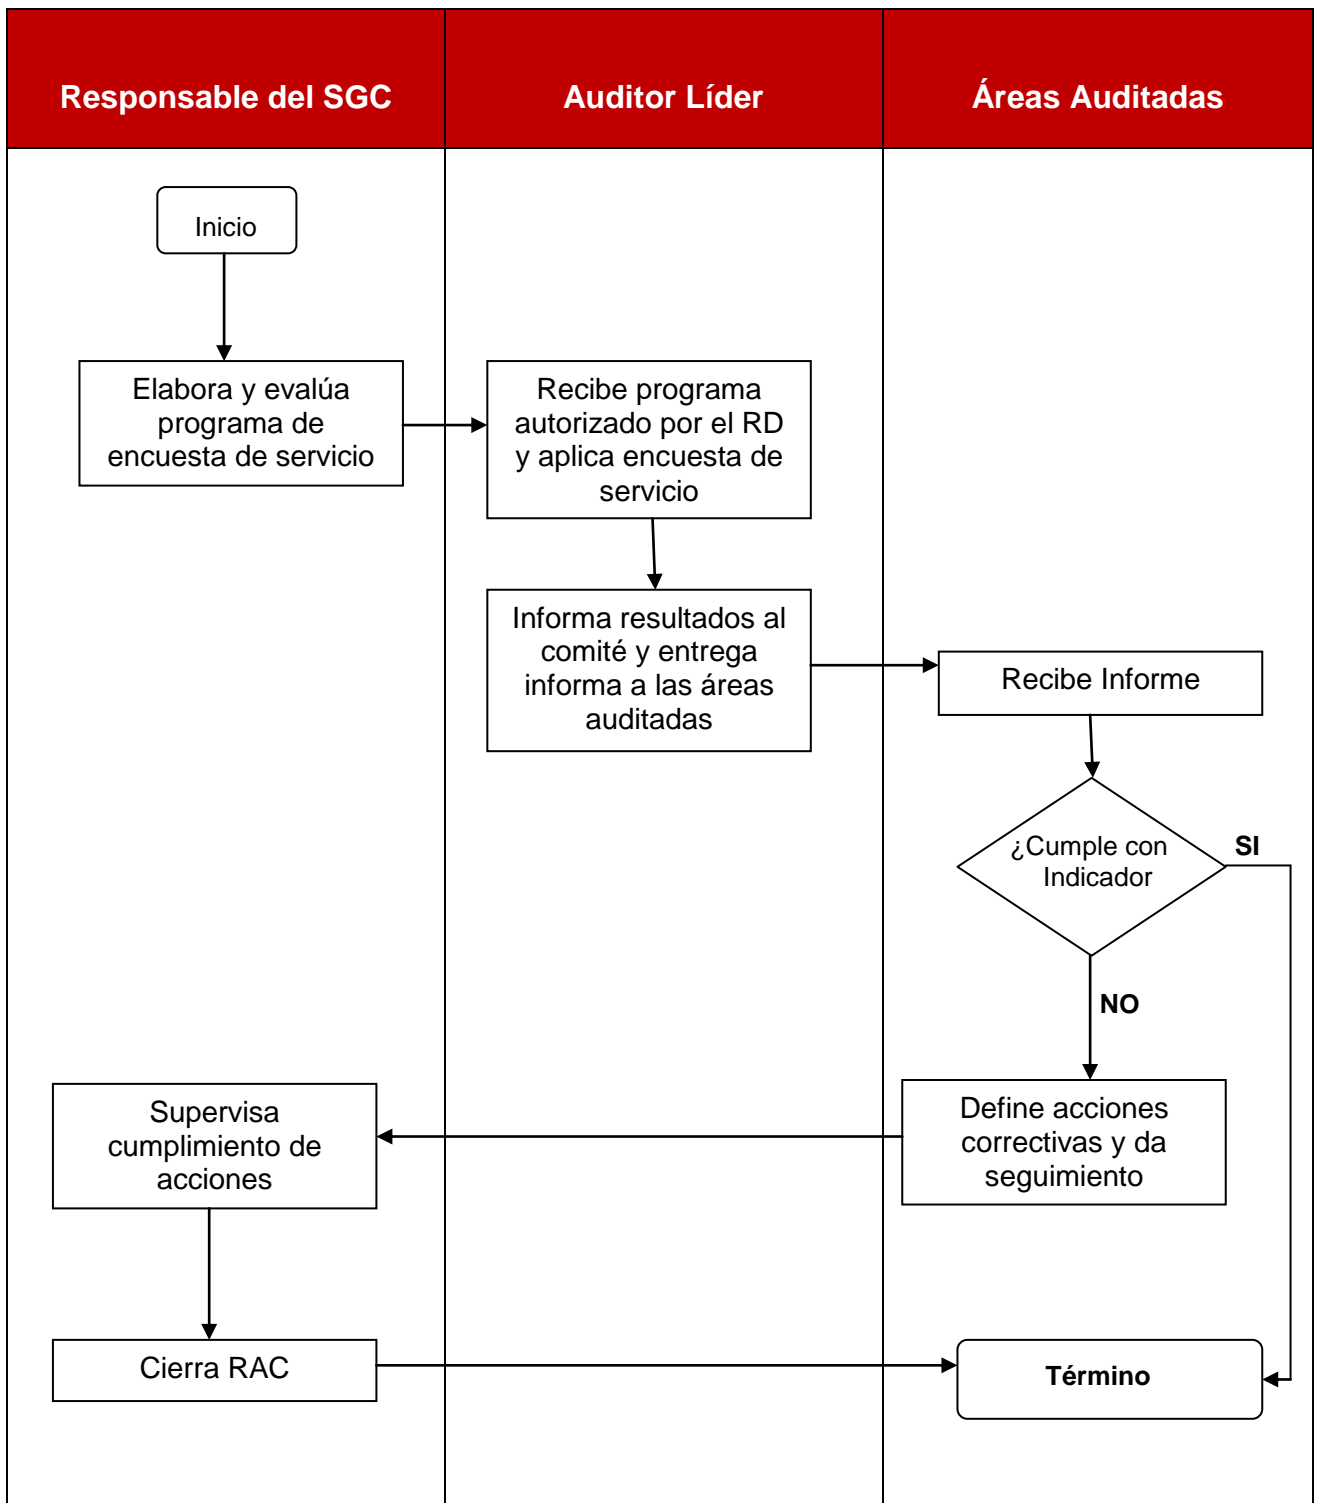 Responsable del SGC
Auditor Líder
Áreas Auditadas
Inicio
Elabora y evalúa
programa de
encuesta de servicio
Recibe programa
autorizado por el RD
y aplica encuesta de
servicio
Informa resultados al
comité y entrega
informa a las áreas
auditadas
Recibe Informe
¿Cumple con
Indicador
SI
NO
Define acciones
correctivas y da
seguimiento
Supervisa
cumplimiento de
acciones
Cierra RAC
Término